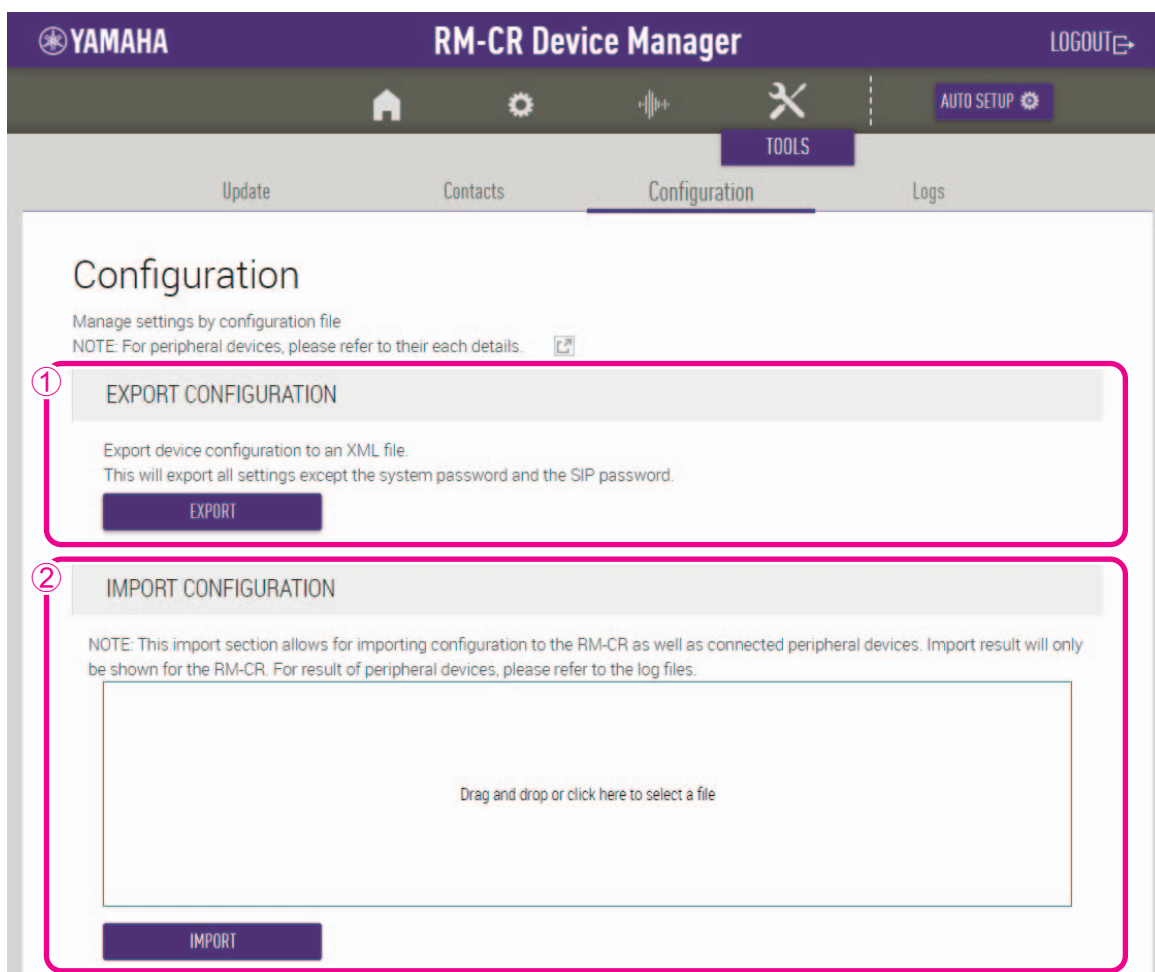 YAMAHA RM-CR Device Manager LOGOUT
AUTO SETUP
TOOLS
Update Contacts Configuration Logs
Configuration
Manage settings by configuration file
NOTE: For peripheral devices, please refer to their each details.
①
EXPORT CONFIGURATION
Export device configuration to an XML file.
This will export all settings except the system password and the SIP password.
EXPORT
②
IMPORT CONFIGURATION
NOTE: This import section allows for importing configuration to the RM-CR as well as connected peripheral devices. Import result will only
be shown for the RM-CR. For result of peripheral devices, please refer to the log files.
Drag and drop or click here to select a file
IMPORT